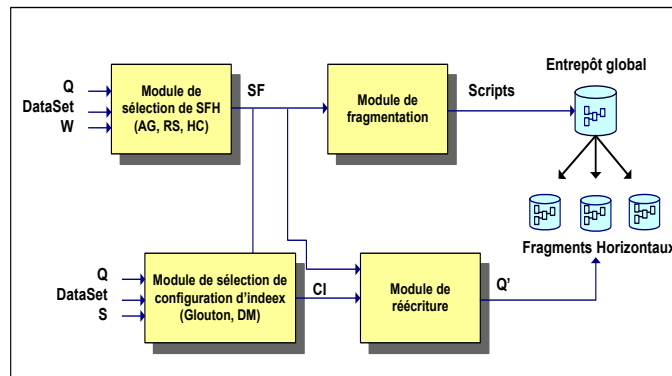 Q
DataSet
W
Module de
sélection de SFH
(AG, RS, HC)
SF
Module de
fragmentation
Scripts
Entrepôt global
Fragments Horizontaux
Q
DataSet
S
Module de sélection de
configuration d'indeex
(Glouton, DM)
CI
Module de
réécriture
Q'